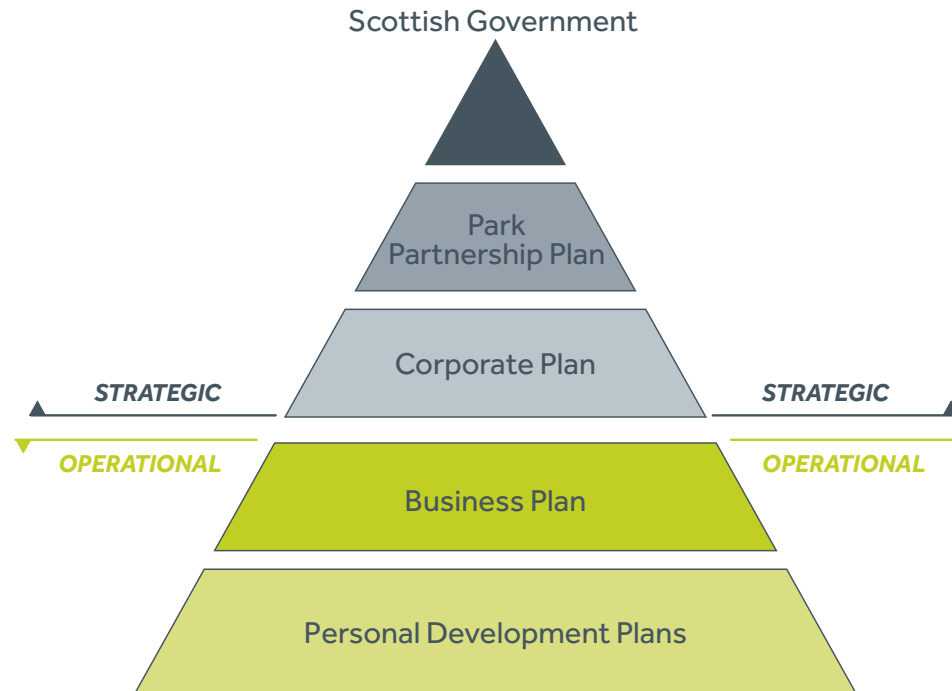 Scottish Government
Park
Partnership Plan
Corporate Plan
STRATEGIC
STRATEGIC
OPERATIONAL
OPERATIONAL
Business Plan
Personal Development Plans